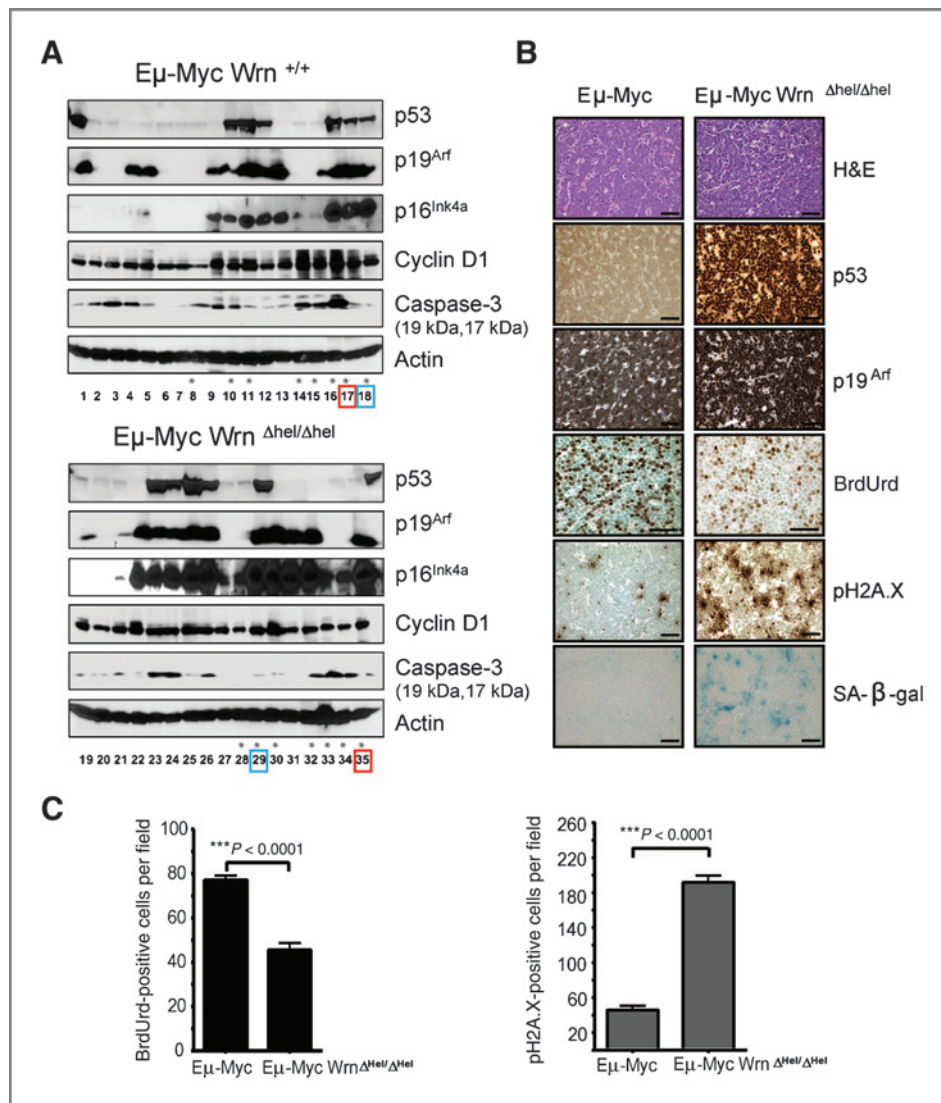 A
Eμ-Myc Wrn +/+
p53
p19Arf
p16Ink4a
Cyclin D1
Caspase-3
(19 kDa,17 kDa)
Actin
* * * * * * * *
1 2 3 4 5 6 7 8 9 10 11 12 13 14 15 16 17 18
Eμ-Myc Wrn Δhel/Δhel
p53
p19Arf
p16Ink4a
Cyclin D1
Caspase-3
(19 kDa,17 kDa)
Actin
* * * * * * *
19 20 21 22 23 24 25 26 27 28 29 30 31 32 33 34 35
B
Eμ-Myc
Eμ-Myc Wrn Δhel/Δhel
H&E
p53
p19Arf
BrdUrd
pH2A.X
SA-β-gal
C
BrdUrd-positive cells per field
100
80
60
40
20
0
***P < 0.0001
Eμ-Myc
Eμ-Myc WrnΔHel/ΔHel
pH2A.X-positive cells per field
260
220
180
140
100
60
20
***P < 0.0001
Eμ-Myc
Eμ-Myc WrnΔHel/ΔHel